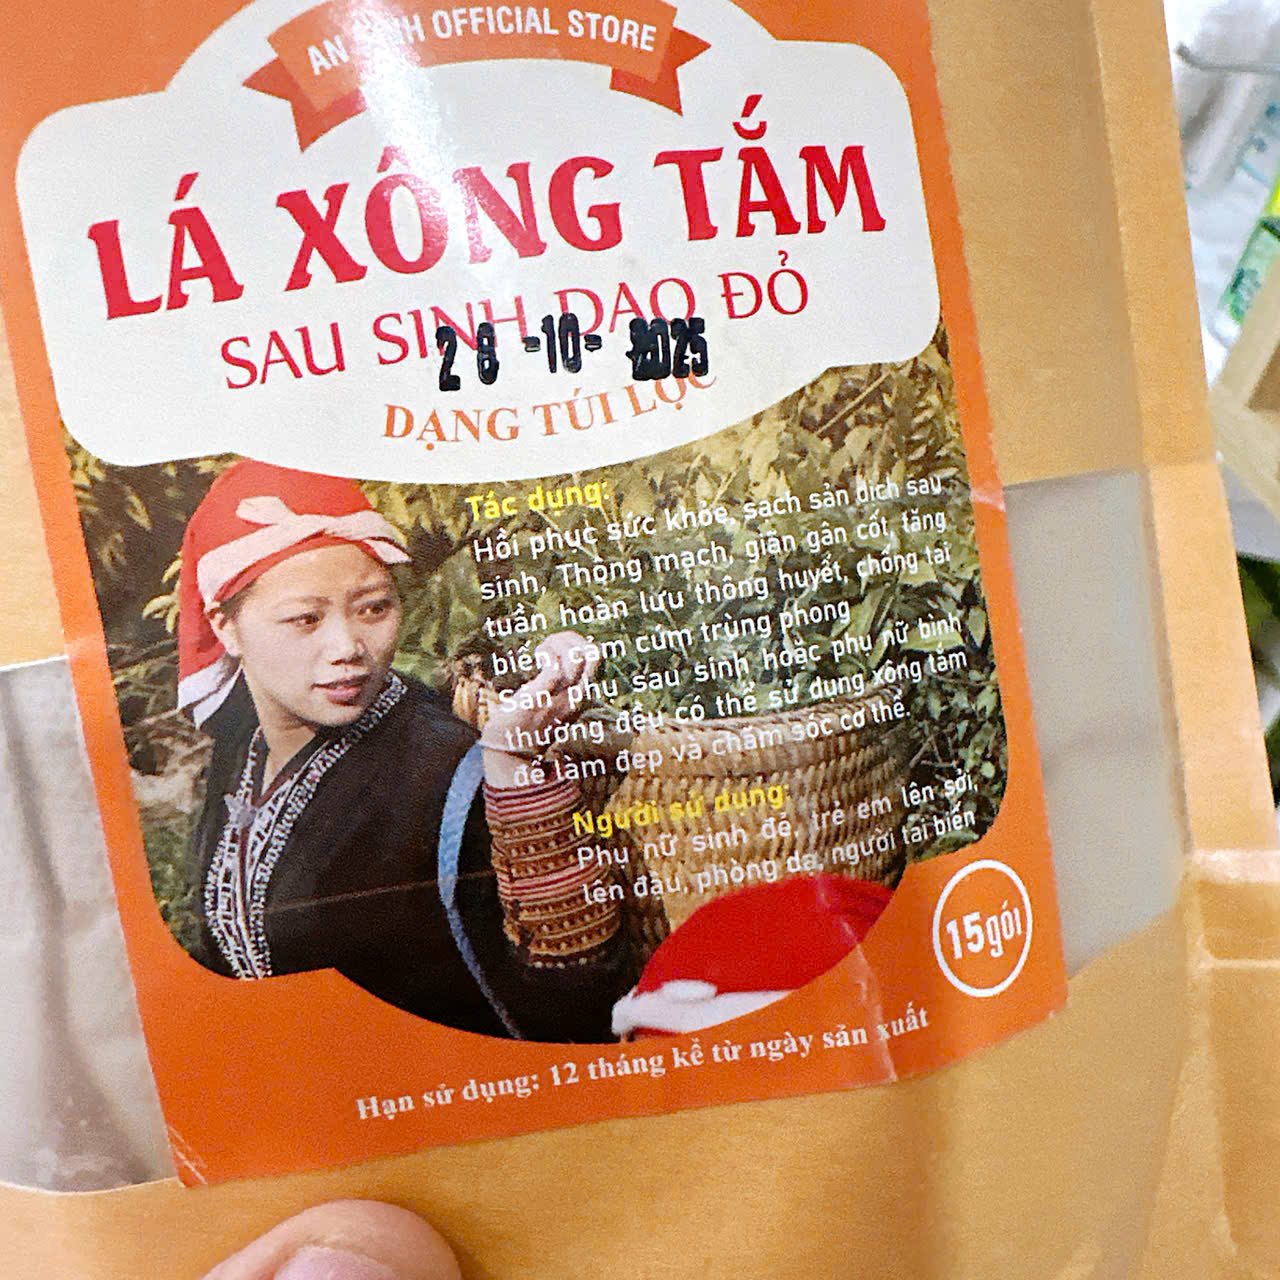 AN OFFICIAL STORE
LÁ XÔNG TẮM
SAU SINH DAO ĐỎ
28 -10- 2025
DẠNG TÚI LỌC
Tác dụng:
Hồi phục sức khỏe, sạch sản dịch sau
sinh, Thông mạch, giãn gân cốt, tăng
tuần hoàn lưu thông huyết, chống tai
biến, cảm cúm trúng phong
Sản phụ sau sinh hoặc phụ nữ bình
thường đều có thể sử dụng xông tắm
để làm đẹp và chăm sóc cơ thể.
Người sử dụng:
Phụ nữ sinh đẻ, trẻ em lên sởi,
lên đậu, phòng dạ, người tai biến
15gói
Hạn sử dụng: 12 tháng kể từ ngày sản xuất